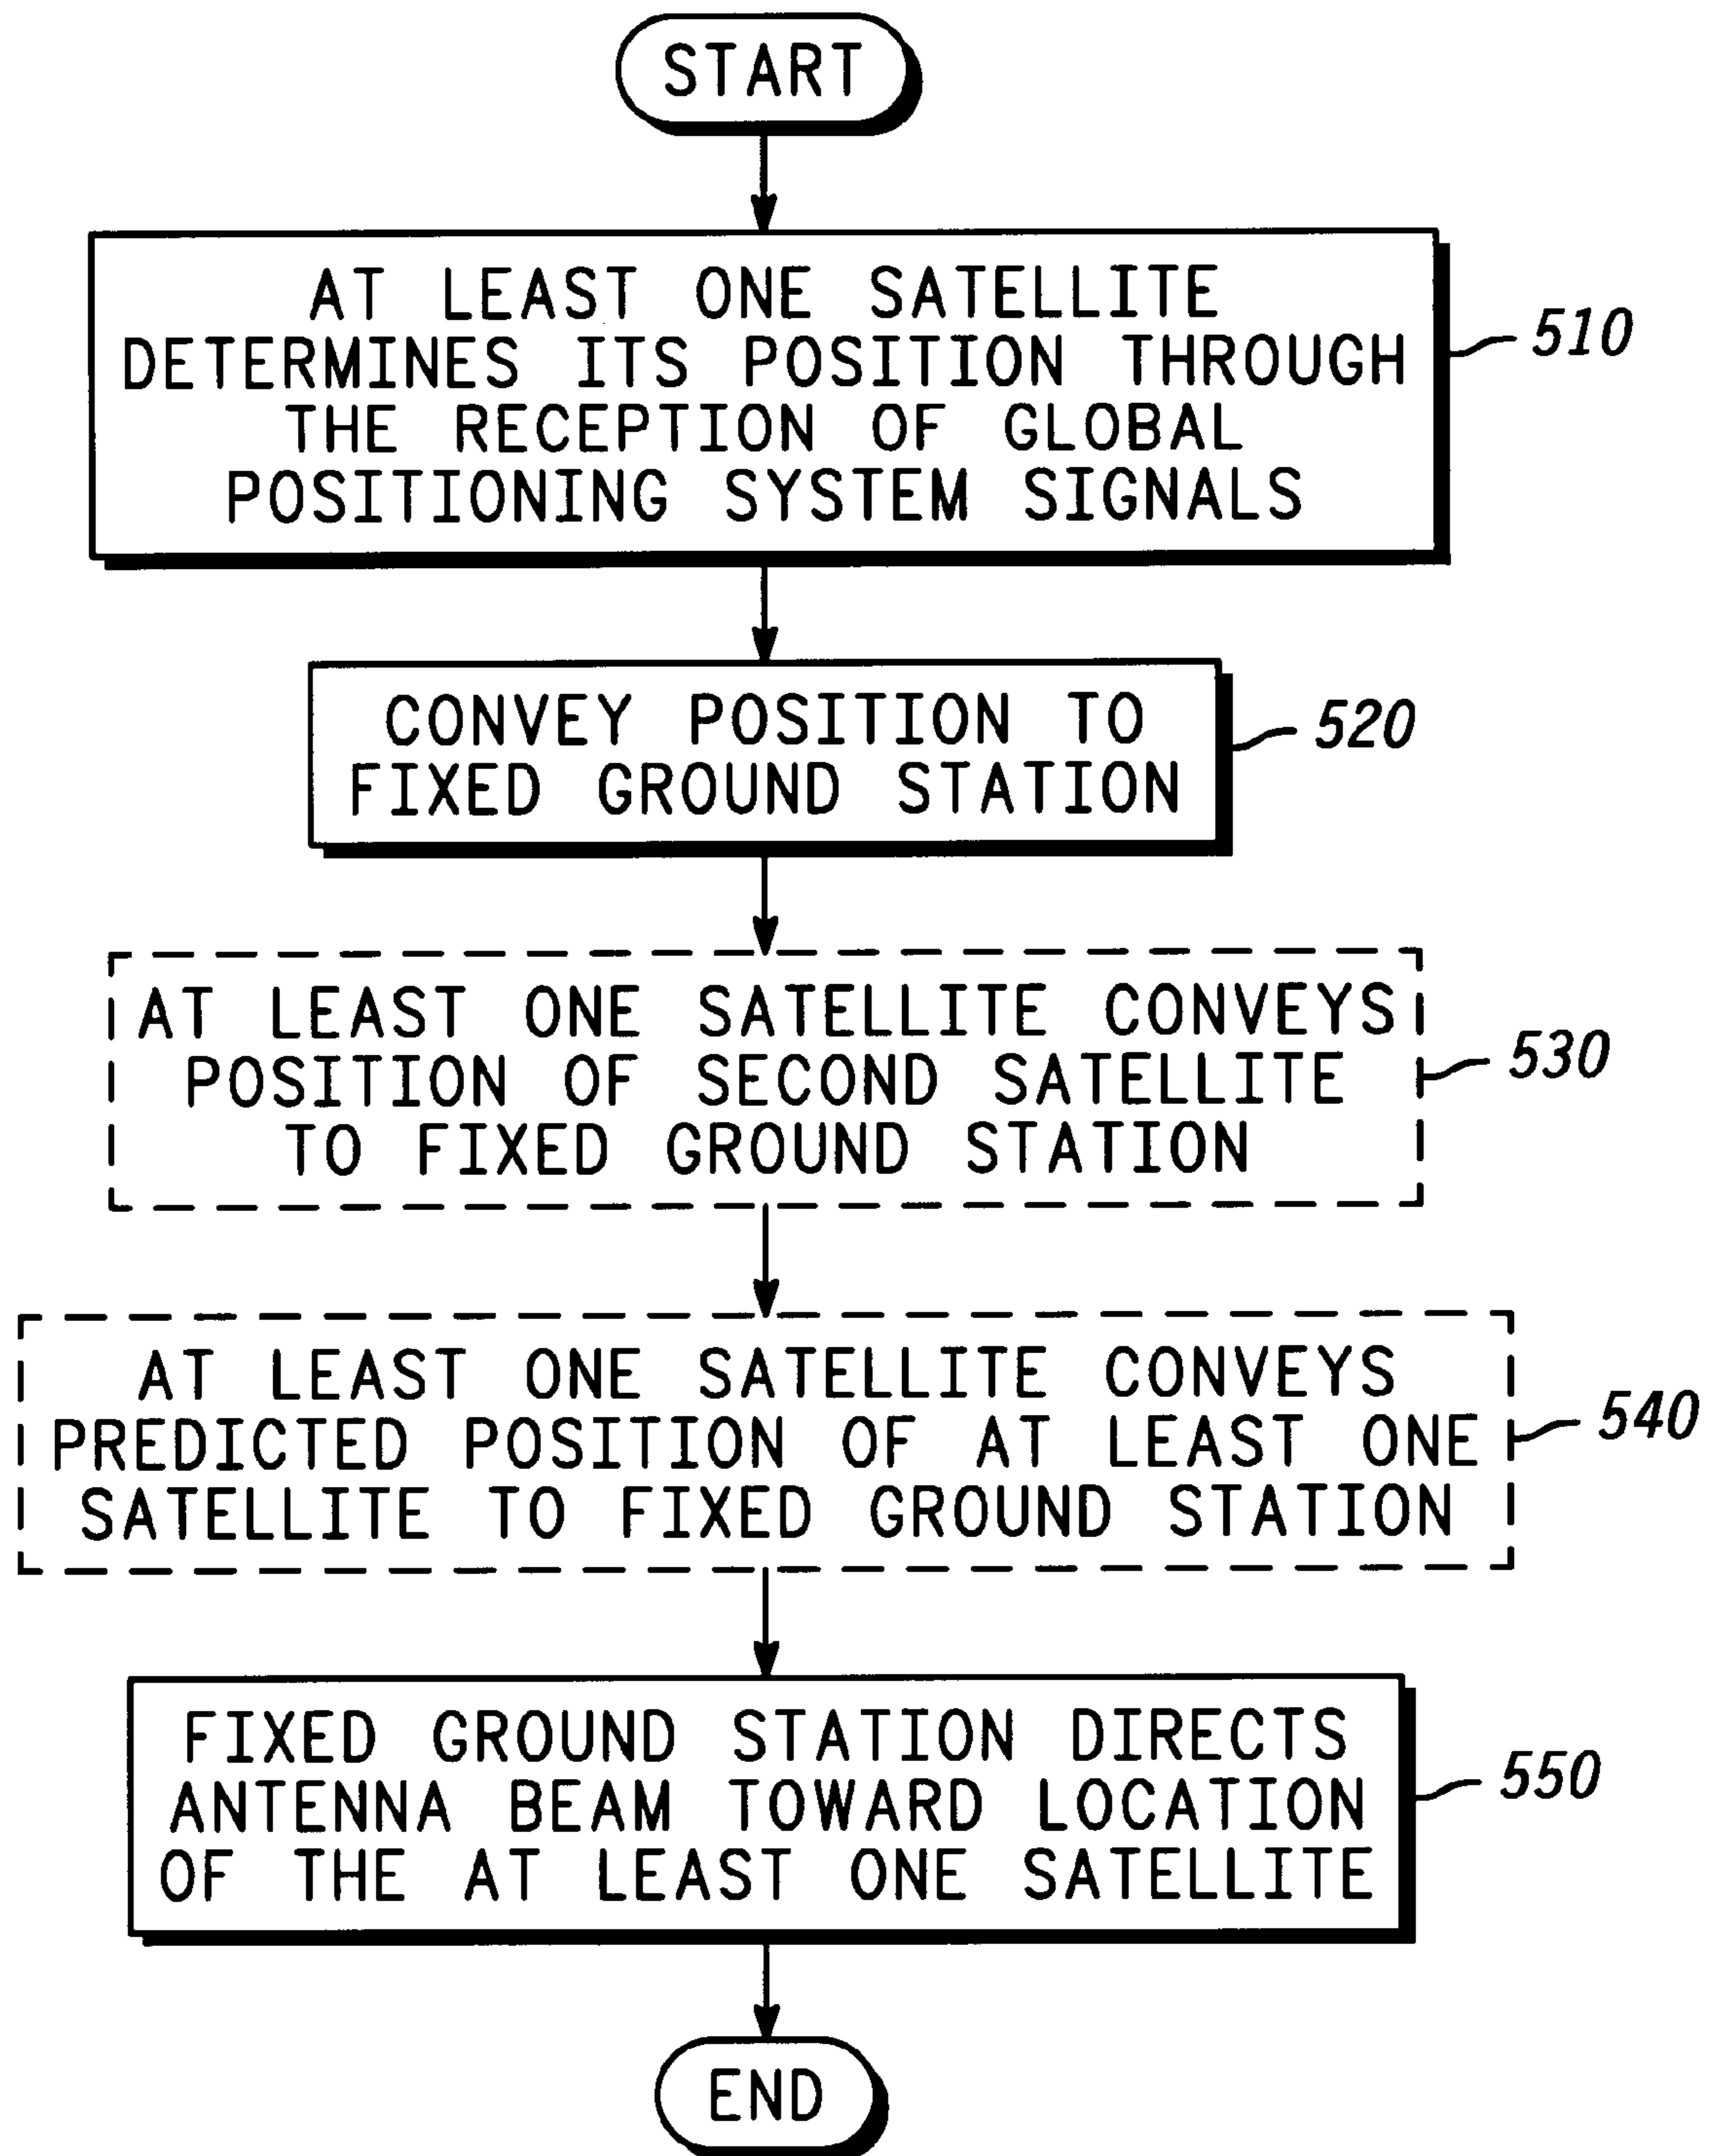 START
AT LEAST ONE SATELLITE
DETERMINES ITS POSITION THROUGH
THE RECEPTION OF GLOBAL
POSITIONING SYSTEM SIGNALS
510
CONVEY POSITION TO
FIXED GROUND STATION
520
AT LEAST ONE SATELLITE CONVEYS
POSITION OF SECOND SATELLITE
TO FIXED GROUND STATION
530
AT LEAST ONE SATELLITE CONVEYS
PREDICTED POSITION OF AT LEAST ONE
SATELLITE TO FIXED GROUND STATION
540
FIXED GROUND STATION DIRECTS
ANTENNA BEAM TOWARD LOCATION
OF THE AT LEAST ONE SATELLITE
550
END